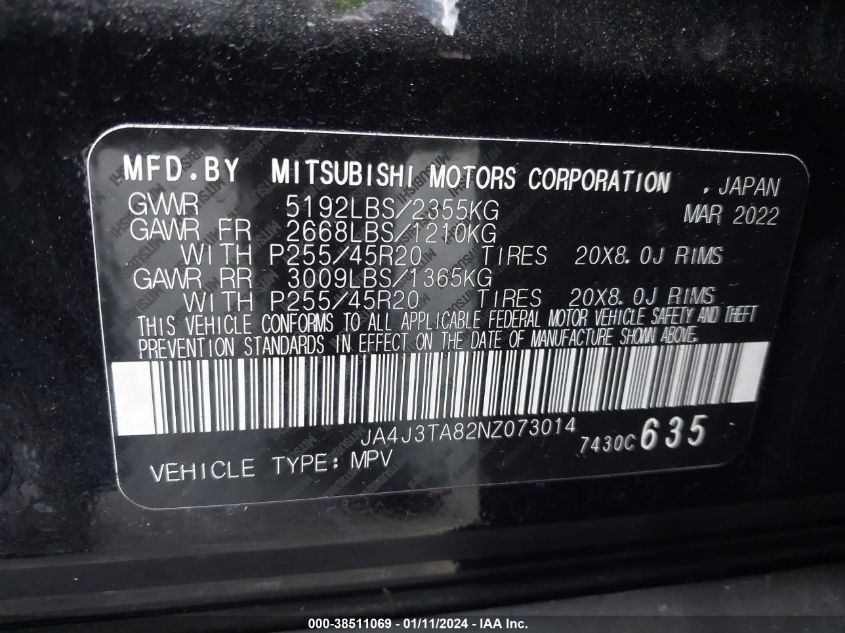 MFD.BY MITSUBISHI MOTORS CORPORATION , JAPAN
GVWR 5192LBS/2355KG MAR 2022
GAWR FR 2668LBS/1210KG
WITH P255/45R20 TIRES 20X8.0J RIMS
GAWR RR 3009LBS/1365KG
WITH P255/45R20 TIRES 20X8.0J RIMS
THIS VEHICLE CONFORMS TO ALL APPLICABLE FEDERAL MOTOR VEHICLE SAFETY AND THEFT
PREVENTION STANDARDS IN EFFECT ON THE DATE OF MANUFACTURE SHOWN ABOVE.
JA4J3TA82NZ073014
7430C 635
VEHICLE TYPE: MPV
000-38511069 - 01/11/2024 - © IAA Inc.